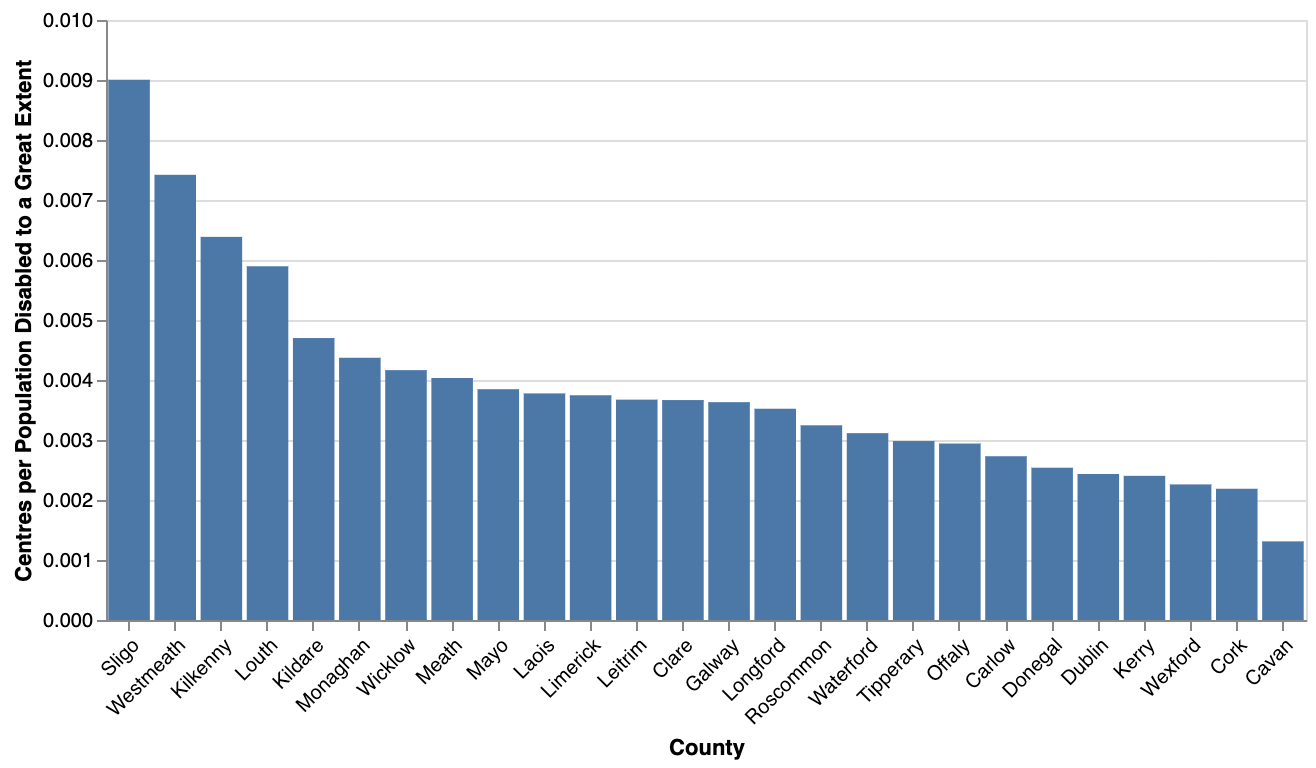 Centres per Population Disabled to a Great Extent
0.010
0.009
0.008
0.007
0.006
0.005
0.004
0.003
0.002
0.001
0.000
Sligo
Westmeath
Kilkenny
Louth
Kildare
Monaghan
Wicklow
Meath
Mayo
Laois
Limerick
Leitrim
Clare
Galway
Longford
Roscommon
Waterford
Tipperary
Offaly
Carlow
Donegal
Dublin
Kerry
Wexford
Cork
Cavan
County